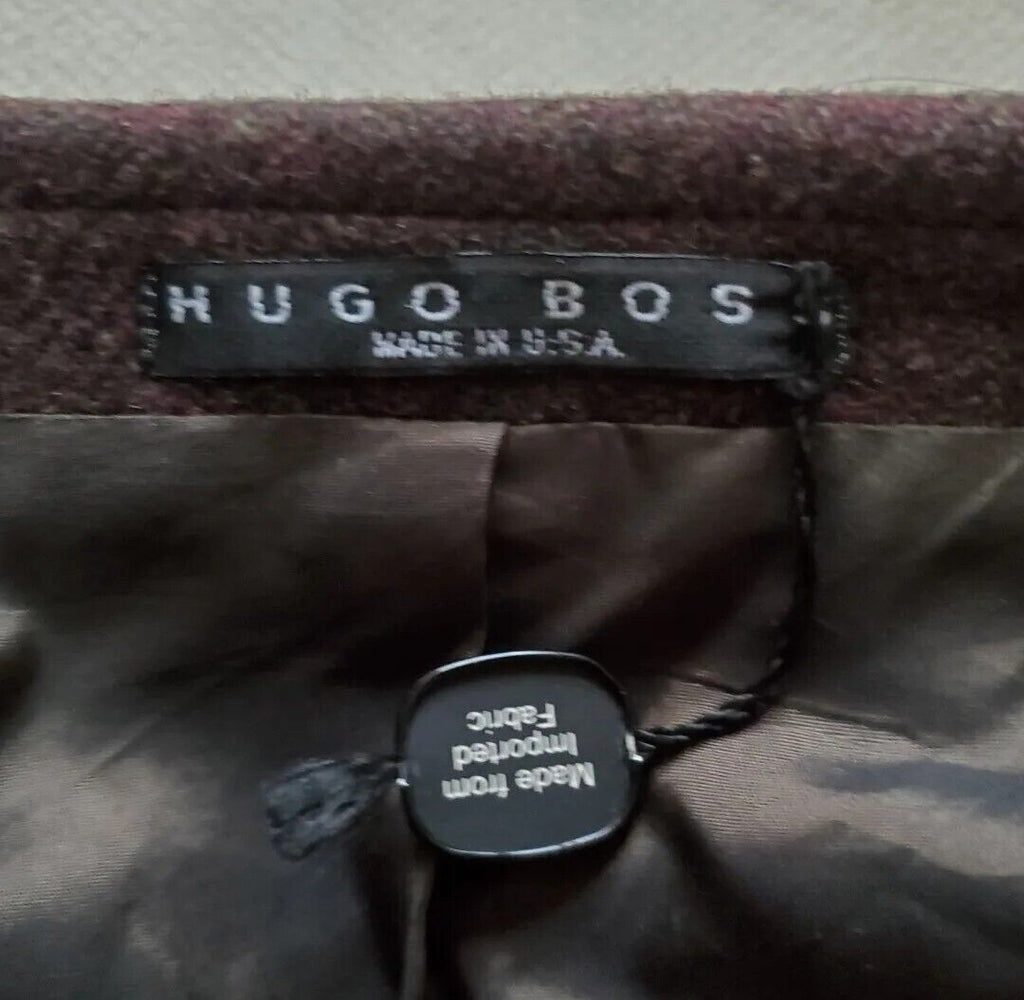 HUGO BOS
MADE IN U.S.A.
Made from
Imported
Fabric